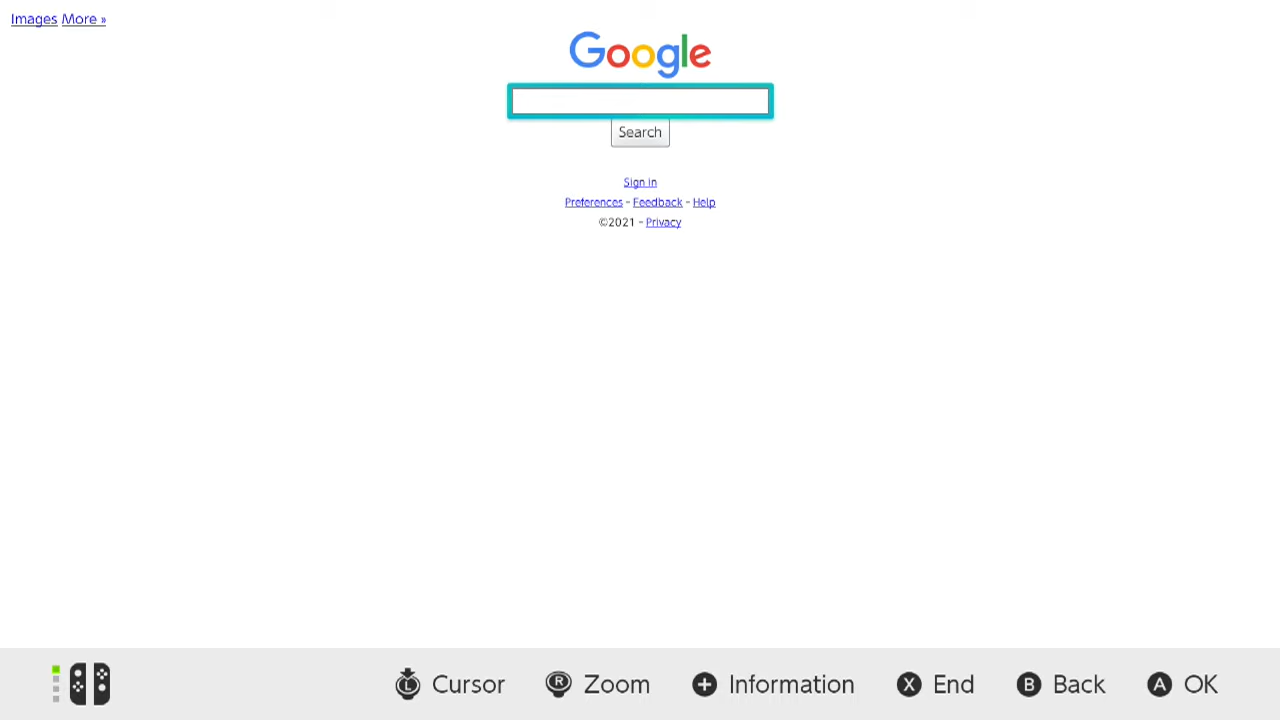 Images More »
Google
Search
Sign in
Preferences - Feedback - Help
©2021 - Privacy
L Cursor R Zoom + Information X End B Back A OK